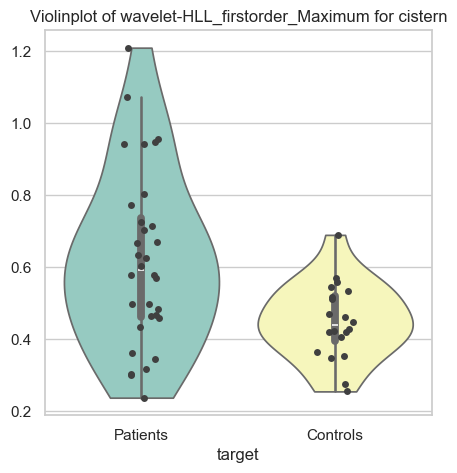 Violinplot of wavelet-HLL_firstorder_Maximum for cistern
1.2
1.0
0.8
0.6
0.4
0.2
Patients
Controls
target